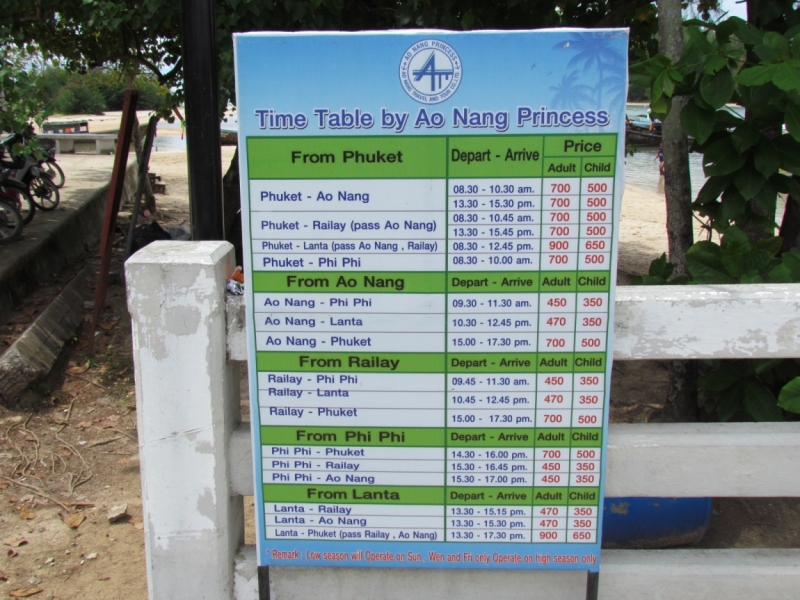 AO NANG PRINCESS
TRAVEL AND TOUR CO.,LTD
Time Table by Ao Nang Princess
From Phuket Depart - Arrive Price
Adult Child
Phuket - Ao Nang 08.30 - 10.30 am. 700 500
13.30 - 15.30 pm. 700 500
Phuket - Railay (pass Ao Nang) 08.30 - 10.45 am. 700 500
13.30 - 15.45 pm. 700 500
Phuket - Lanta (pass Ao Nang , Railay) 08.30 - 12.45 pm. 900 650
Phuket - Phi Phi 08.30 - 10.00 am. 700 500
From Ao Nang Depart - Arrive Adult Child
Ao Nang - Phi Phi 09.30 - 11.30 am. 450 350
Ao Nang - Lanta 10.30 - 12.45 pm. 470 350
Ao Nang - Phuket 15.00 - 17.30 pm. 700 500
From Railay Depart - Arrive Adult Child
Railay - Phi Phi 09.45 - 11.30 am. 450 350
Railay - Lanta 10.45 - 12.45 pm. 470 350
Railay - Phuket 15.00 - 17.30 pm. 700 500
From Phi Phi Depart - Arrive Adult Child
Phi Phi - Phuket 14.30 - 16.00 pm. 700 500
Phi Phi - Railay 15.30 - 16.45 pm. 450 350
Phi Phi - Ao Nang 15.30 - 17.00 pm. 450 350
From Lanta Depart - Arrive Adult Child
Lanta - Railay 13.30 - 15.15 pm. 470 350
Lanta - Ao Nang 13.30 - 15.30 pm. 470 350
Lanta - Phuket (pass Railay , Ao Nang) 13.30 - 17.30 pm. 900 650
* Remark : Low season will Operate on Sun , Wen and Fri only Operate on high season only